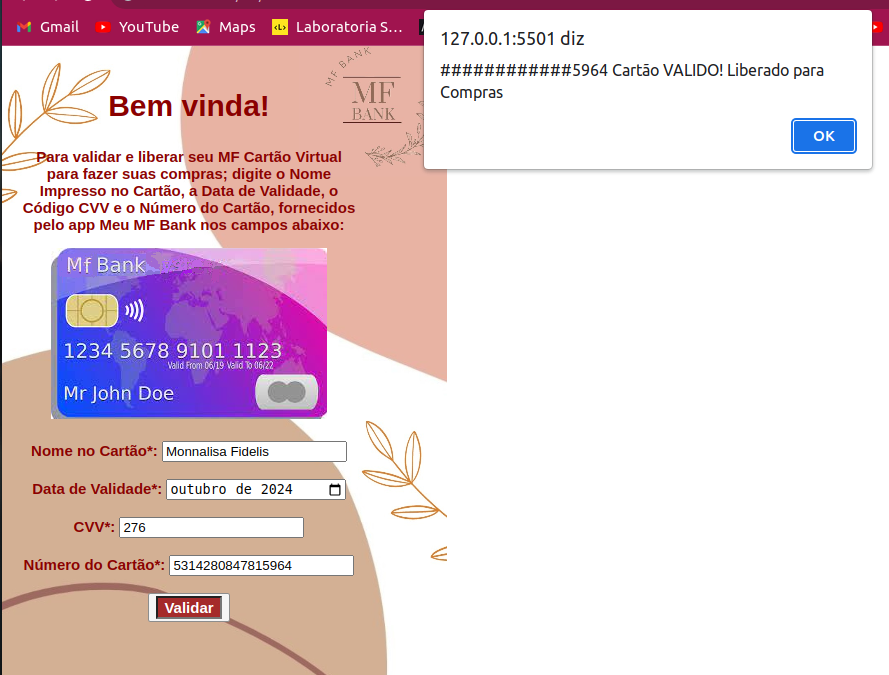 Gmail YouTube Maps Laboratoria S...
127.0.0.1:5501 diz
############5964 Cartão VALIDO! Liberado para
Compras
OK
MF BANK
MF
BANK
Bem vinda!
Para validar e liberar seu MF Cartão Virtual
para fazer suas compras; digite o Nome
Impresso no Cartão, a Data de Validade, o
Código CVV e o Número do Cartão, fornecidos
pelo app Meu MF Bank nos campos abaixo:
Mf Bank
1234 5678 9101 1123
Valid From 06/19 Valid To 06/22
Mr John Doe
Nome no Cartão*: Monnalisa Fidelis
Data de Validade*: outubro de 2024
CVV*: 276
Número do Cartão*: 5314280847815964
Validar